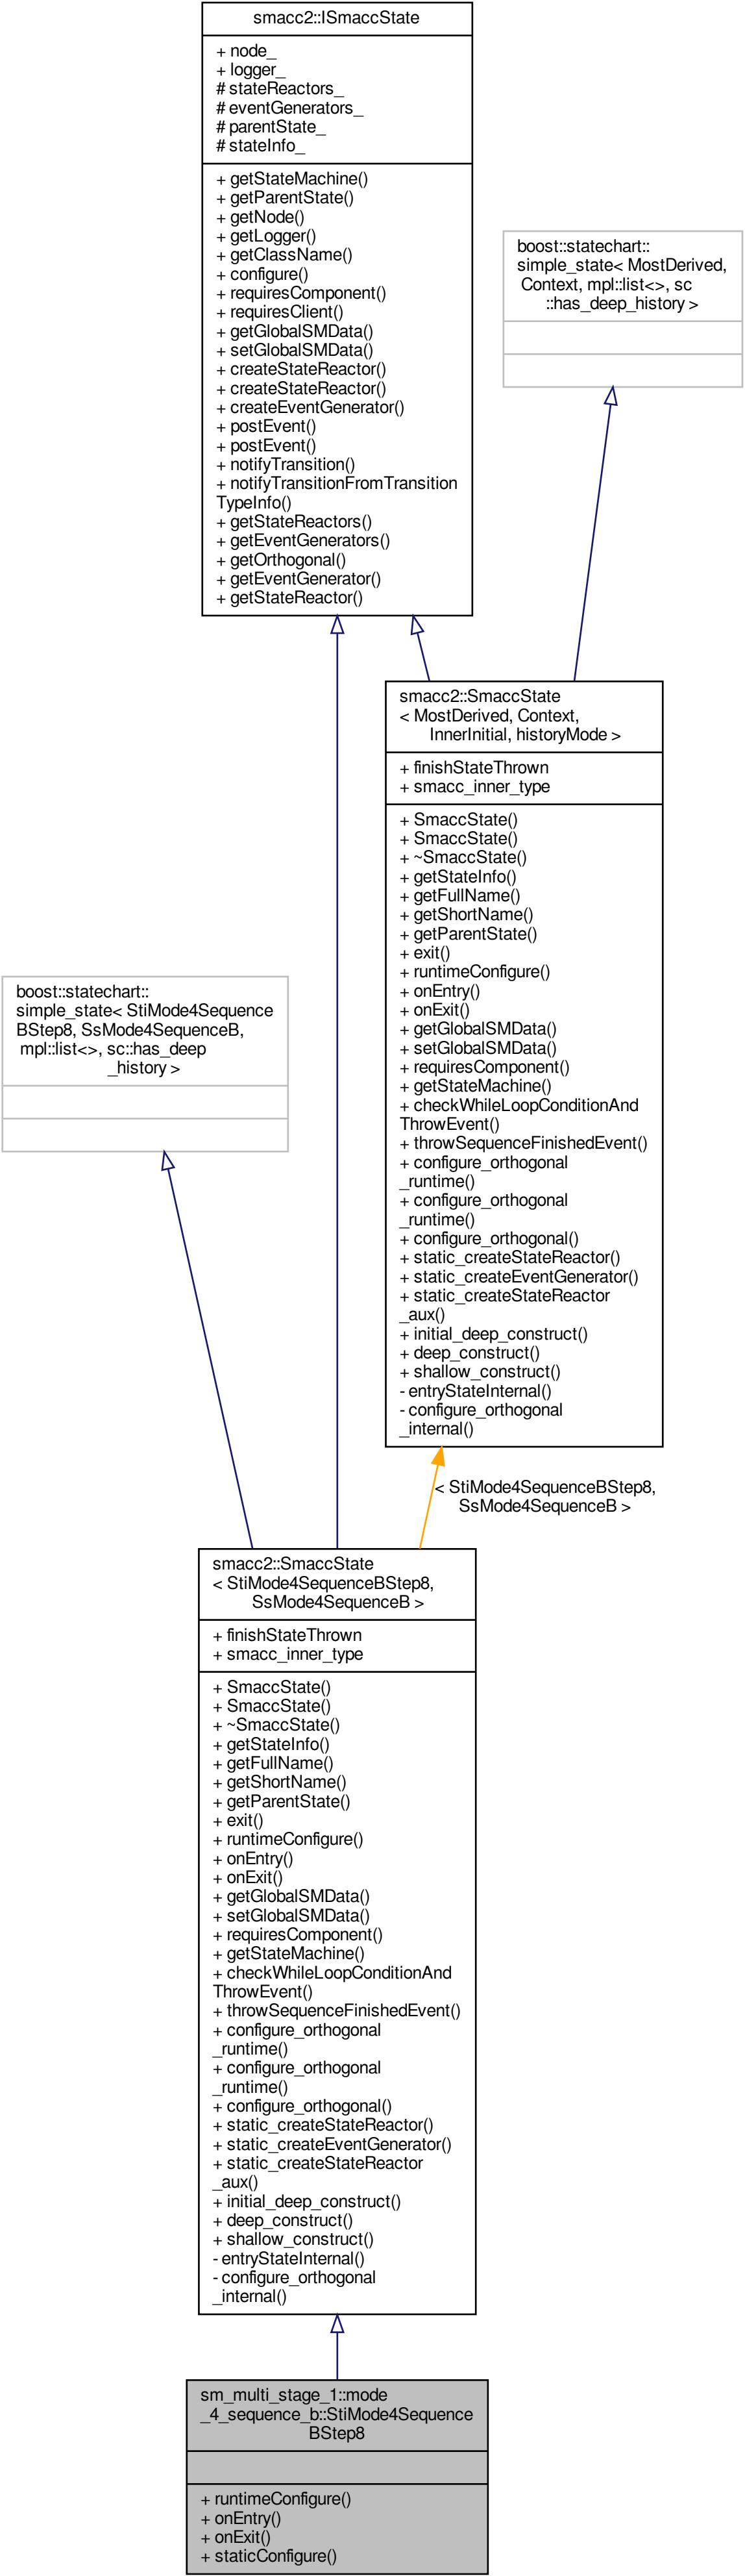 smacc2::ISmaccState
+ node_
+ logger_
# stateReactors_
# eventGenerators_
# parentState_
# stateInfo_
+ getStateMachine()
+ getParentState()
+ getNode()
+ getLogger()
+ getClassName()
+ configure()
+ requiresComponent()
+ requiresClient()
+ getGlobalSMData()
+ setGlobalSMData()
+ createStateReactor()
+ createStateReactor()
+ createEventGenerator()
+ postEvent()
+ postEvent()
+ notifyTransition()
+ notifyTransitionFromTransition
TypeInfo()
+ getStateReactors()
+ getEventGenerators()
+ getOrthogonal()
+ getEventGenerator()
+ getStateReactor()
boost::statechart::
simple_state< MostDerived,
Context, mpl::list<>, sc
::has_deep_history >
smacc2::SmaccState
< MostDerived, Context,
InnerInitial, historyMode >
+ finishStateThrown
+ smacc_inner_type
+ SmaccState()
+ SmaccState()
+ ~SmaccState()
+ getStateInfo()
+ getFullName()
+ getShortName()
+ getParentState()
+ exit()
+ runtimeConfigure()
+ onEntry()
+ onExit()
+ getGlobalSMData()
+ setGlobalSMData()
+ requiresComponent()
+ getStateMachine()
+ checkWhileLoopConditionAnd
ThrowEvent()
+ throwSequenceFinishedEvent()
+ configure_orthogonal
_runtime()
+ configure_orthogonal
_runtime()
+ configure_orthogonal()
+ static_createStateReactor()
+ static_createEventGenerator()
+ static_createStateReactor
_aux()
+ initial_deep_construct()
+ deep_construct()
+ shallow_construct()
- entryStateInternal()
- configure_orthogonal
_internal()
boost::statechart::
simple_state< StiMode4Sequence
BStep8, SsMode4SequenceB,
mpl::list<>, sc::has_deep
_history >
< StiMode4SequenceBStep8,
SsMode4SequenceB >
smacc2::SmaccState
< StiMode4SequenceBStep8,
SsMode4SequenceB >
+ finishStateThrown
+ smacc_inner_type
+ SmaccState()
+ SmaccState()
+ ~SmaccState()
+ getStateInfo()
+ getFullName()
+ getShortName()
+ getParentState()
+ exit()
+ runtimeConfigure()
+ onEntry()
+ onExit()
+ getGlobalSMData()
+ setGlobalSMData()
+ requiresComponent()
+ getStateMachine()
+ checkWhileLoopConditionAnd
ThrowEvent()
+ throwSequenceFinishedEvent()
+ configure_orthogonal
_runtime()
+ configure_orthogonal
_runtime()
+ configure_orthogonal()
+ static_createStateReactor()
+ static_createEventGenerator()
+ static_createStateReactor
_aux()
+ initial_deep_construct()
+ deep_construct()
+ shallow_construct()
- entryStateInternal()
- configure_orthogonal
_internal()
sm_multi_stage_1::mode
_4_sequence_b::StiMode4Sequence
BStep8
+ runtimeConfigure()
+ onEntry()
+ onExit()
+ staticConfigure()